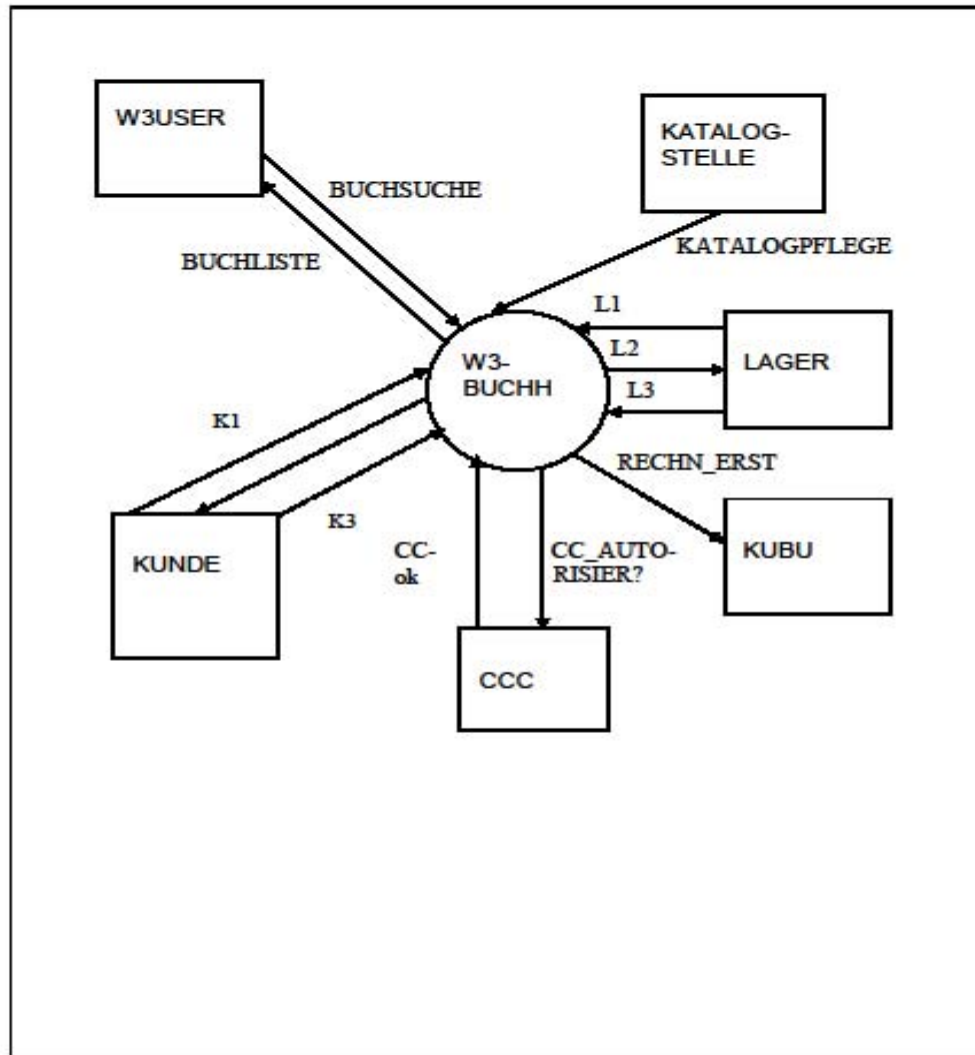 W3USER
KATALOG-
STELLE
BUCHSUCHE
KATALOGPFLEGE
BUCHLISTE
L1
W3-
BUCHH
L2
LAGER
L3
K1
RECHN_ERST
K3
KUNDE
CC-
ok
CC_AUTO-
RISIER?
KUBU
CCC